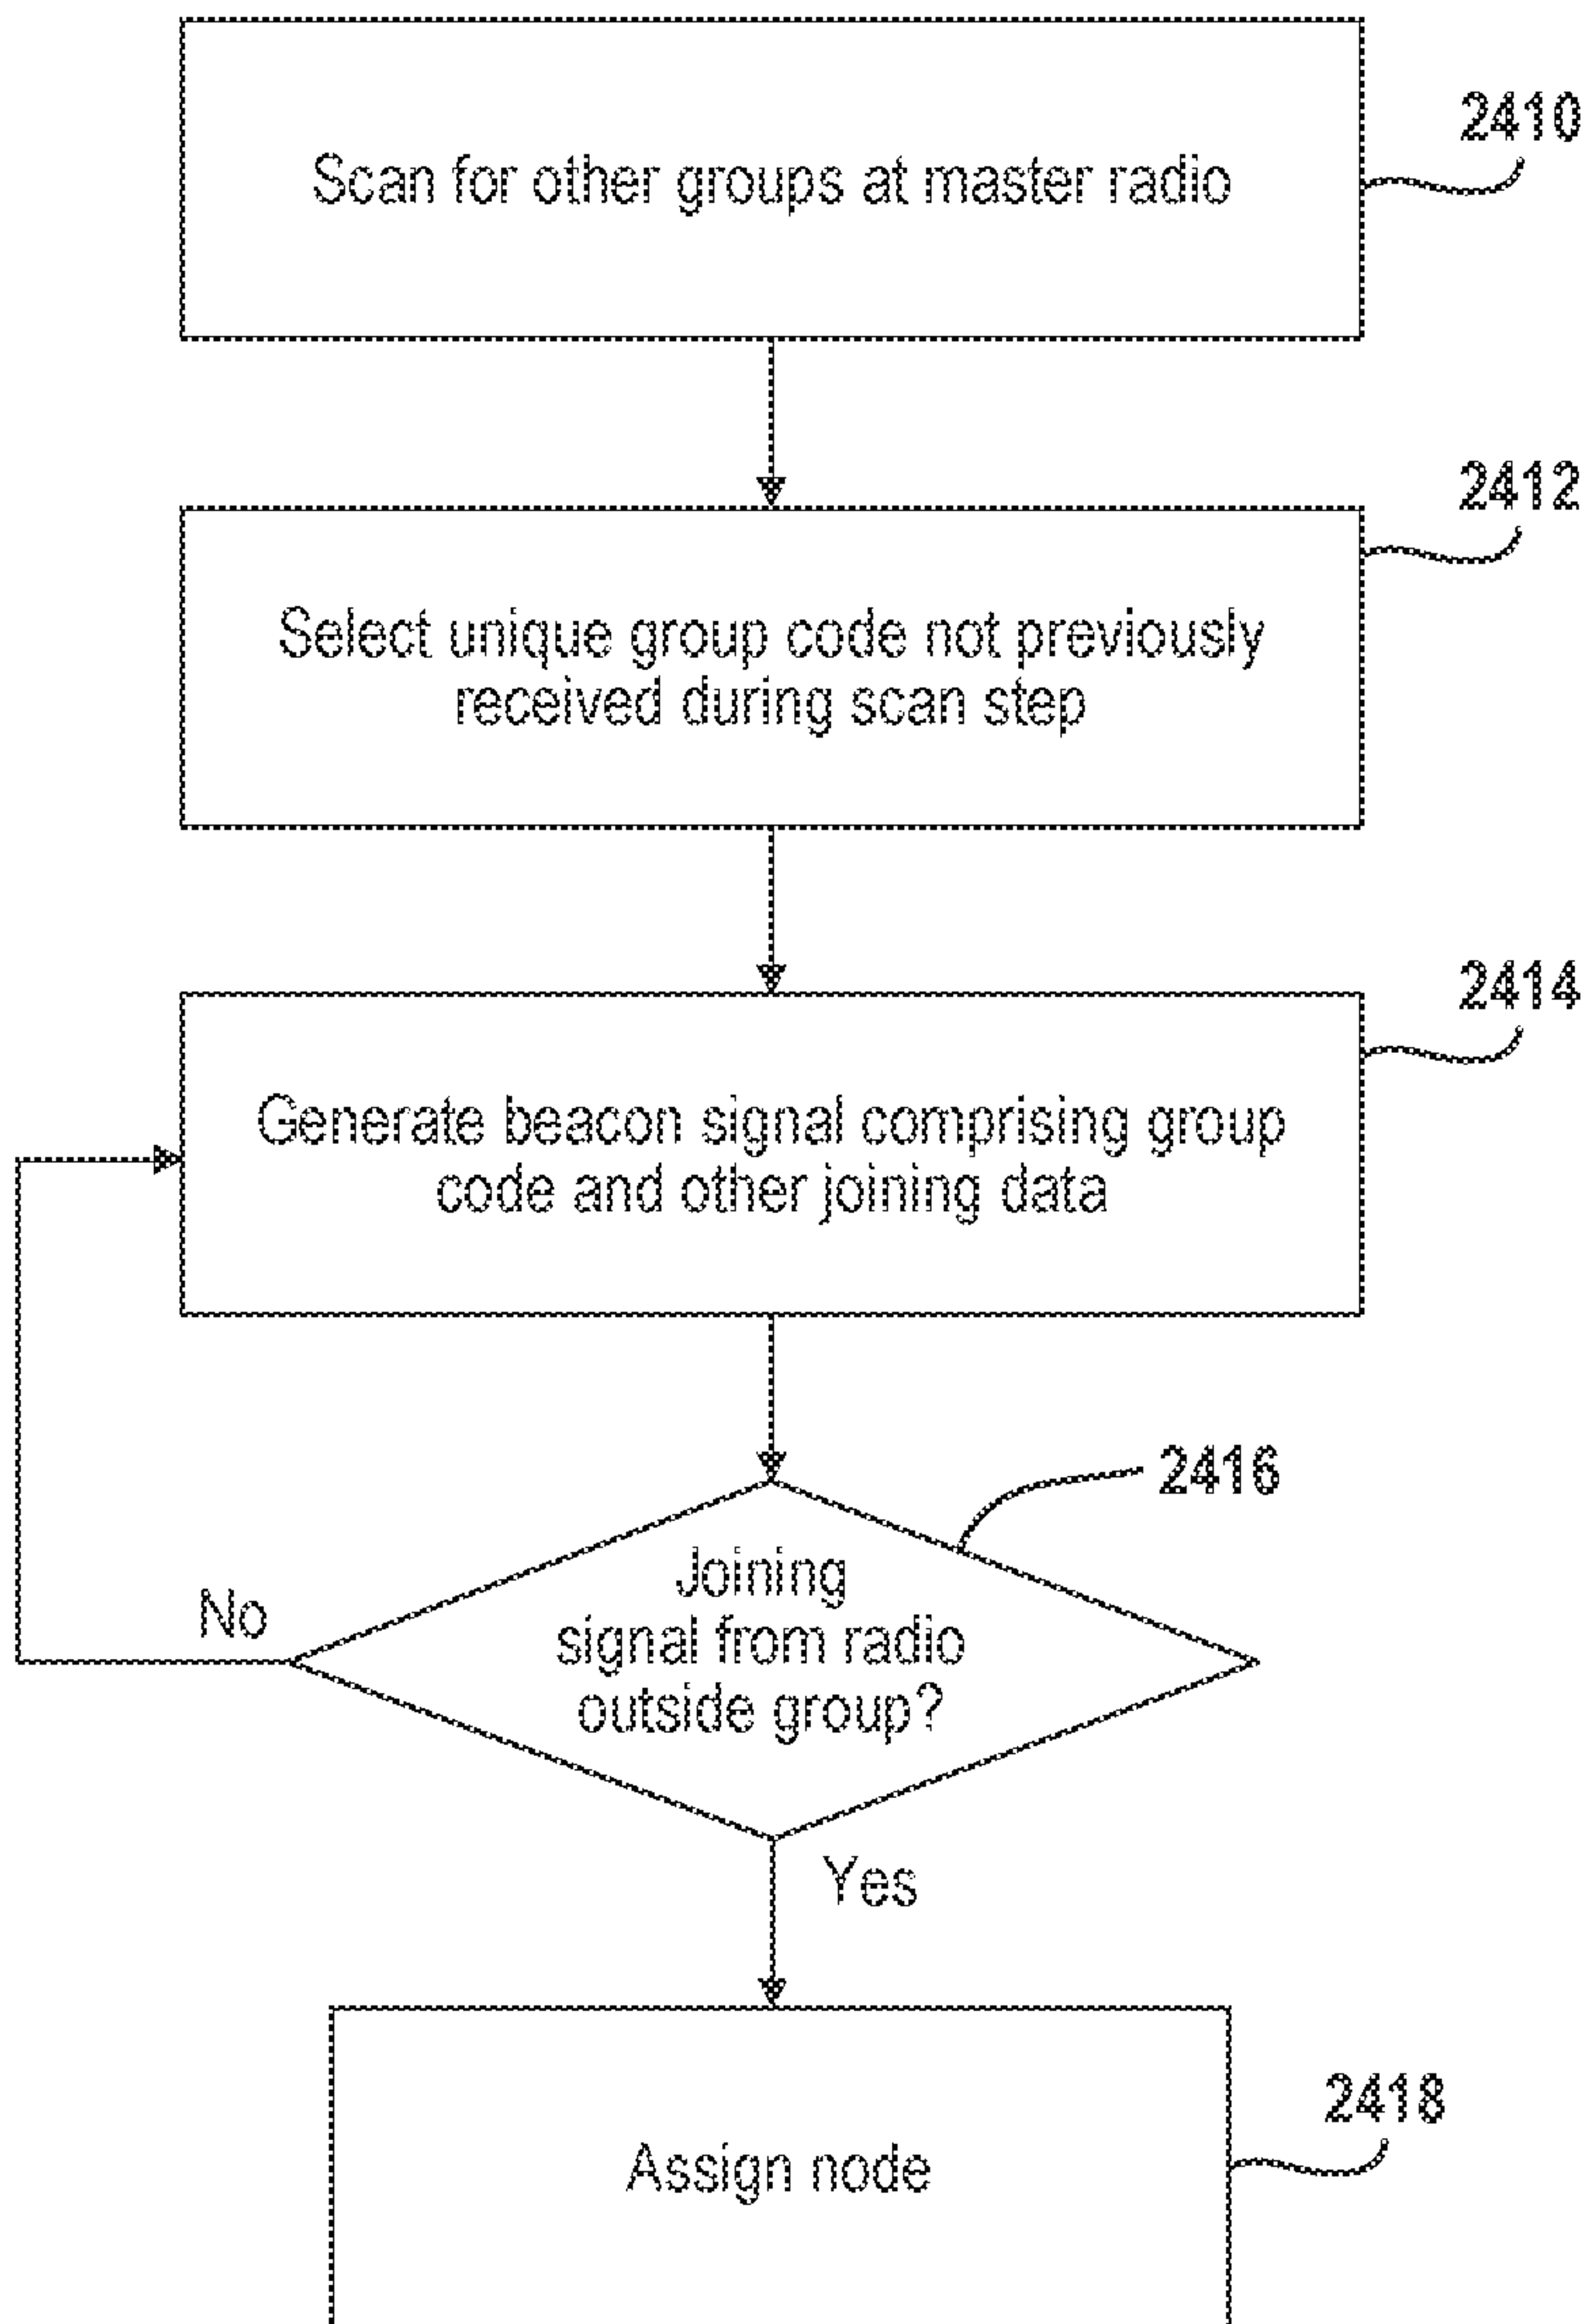 2410
Scan for other groups at master radio
2412
Select unique group code not previously
received during scan step
2414
Generate beacon signal comprising group
code and other joining data
2416
Joining
signal from radio
outside group?
No
Yes
2418
Assign node